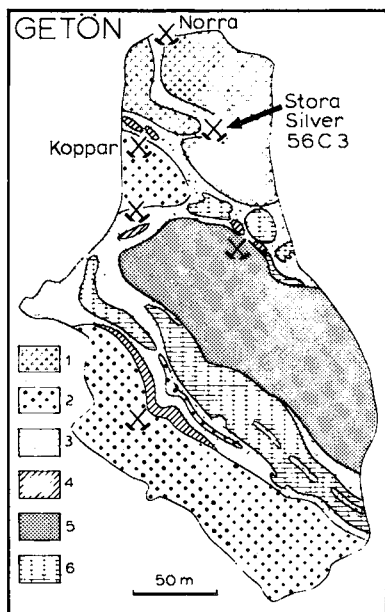 GETÖN
Norra
Stora
Silver
56C3
Koppar
1
2
3
4
5
6
50 m